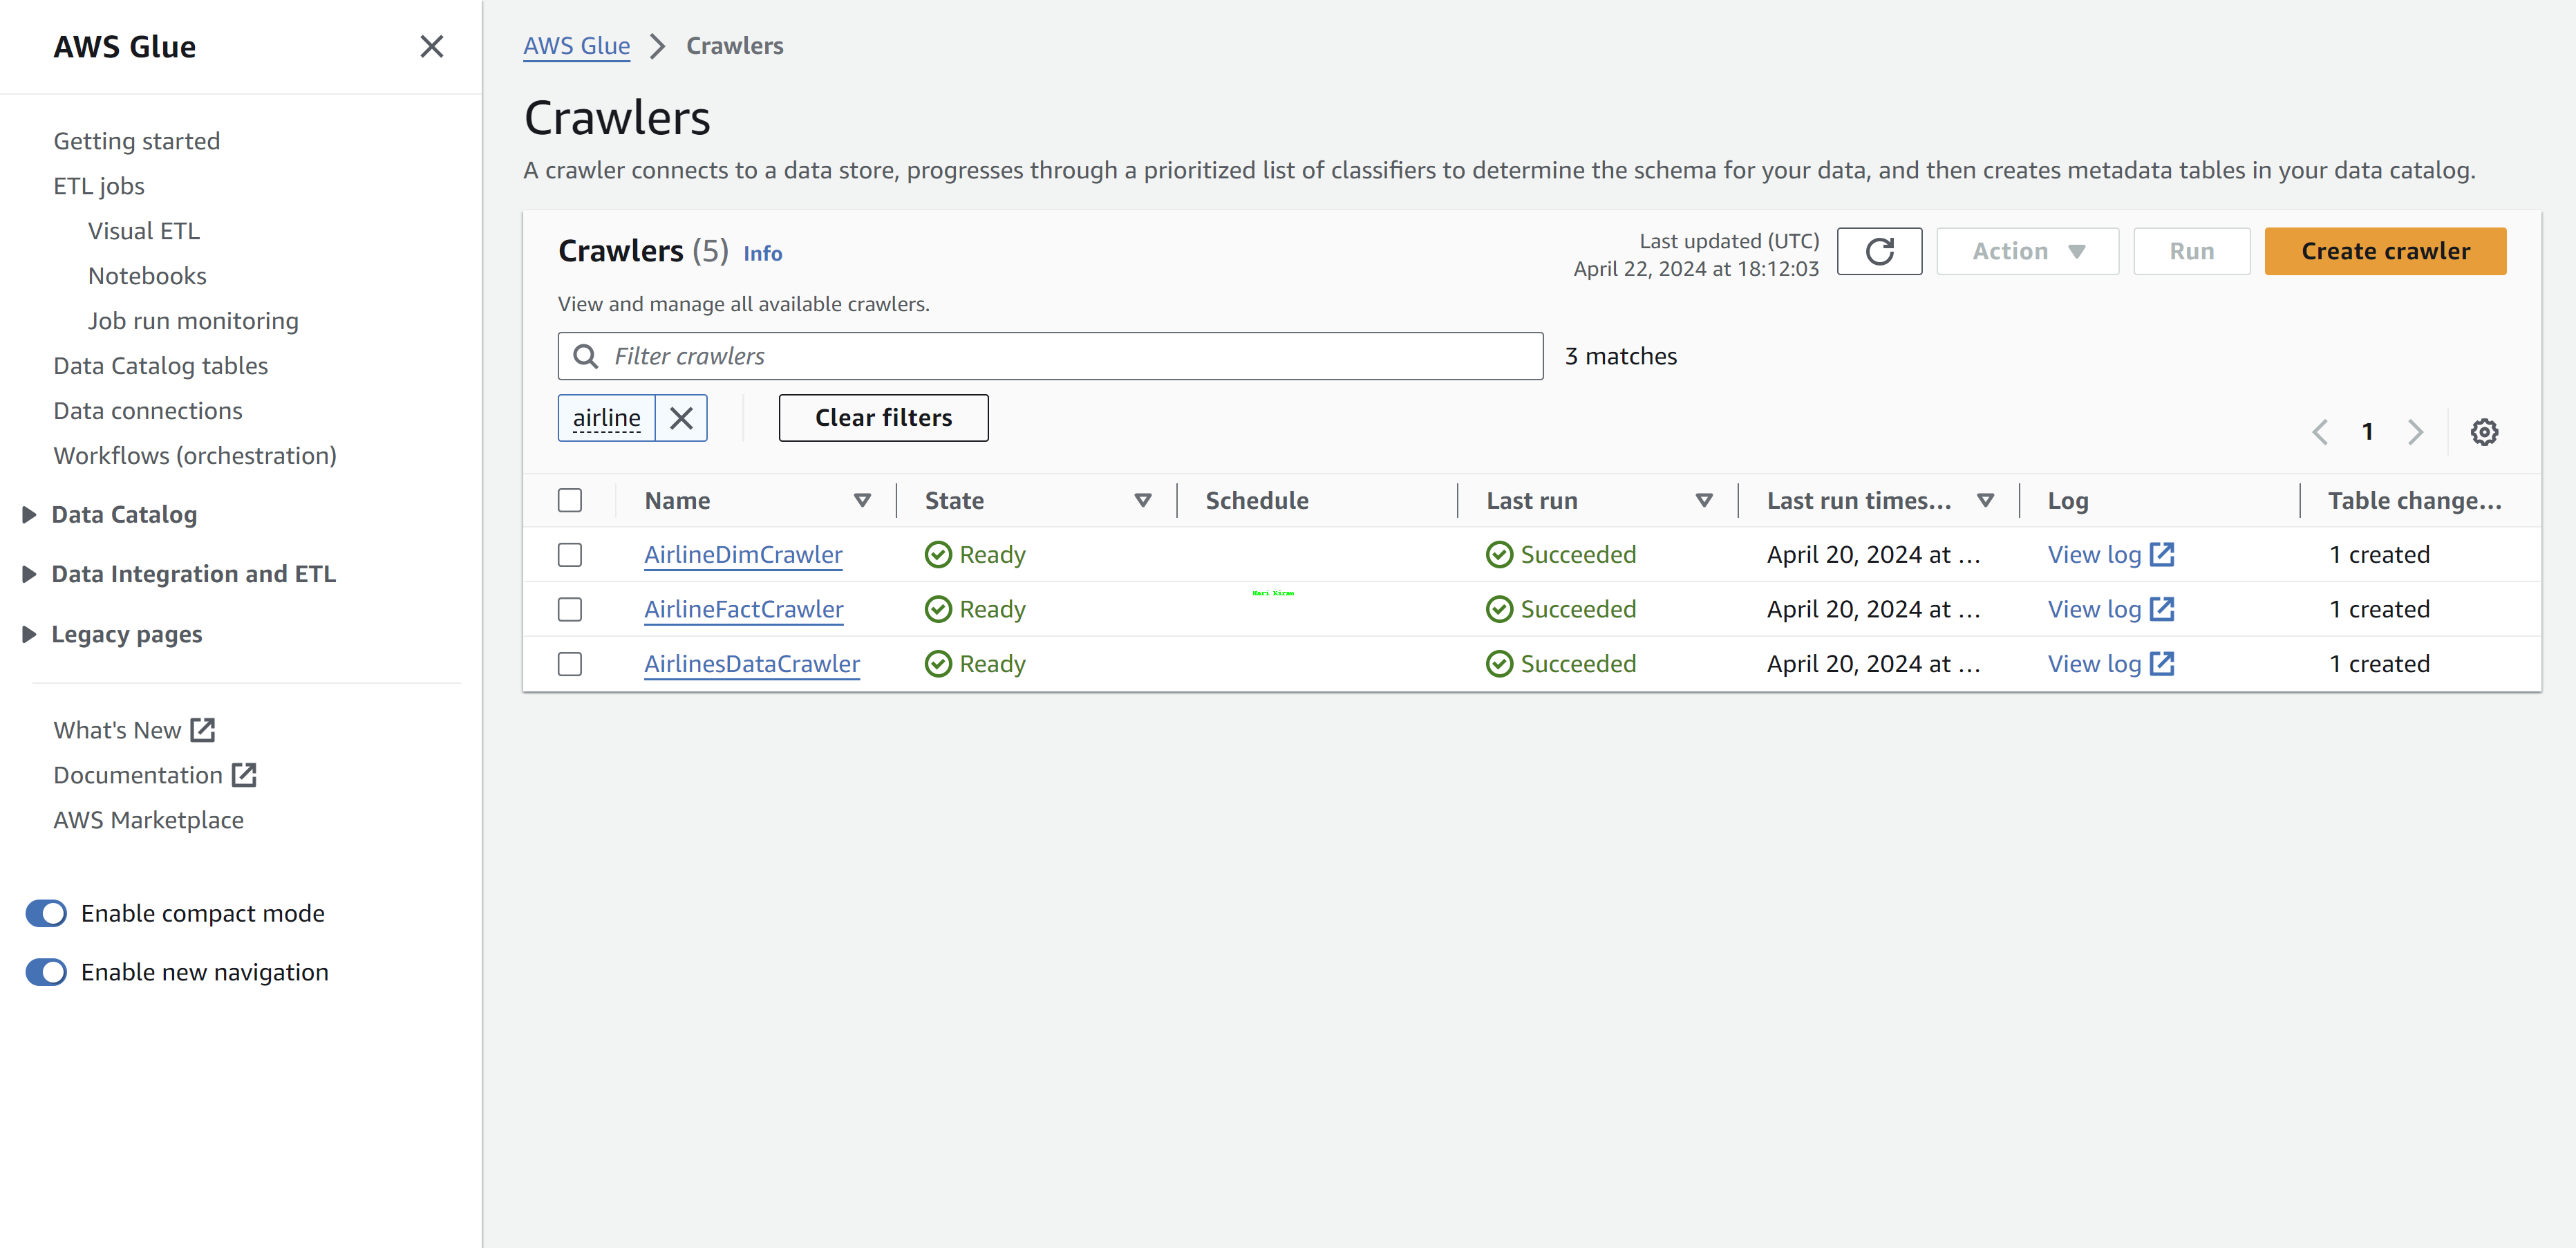 AWS Glue
Getting started
ETL jobs
Visual ETL
Notebooks
Job run monitoring
Data Catalog tables
Data connections
Workflows (orchestration)
Data Catalog
Data Integration and ETL
Legacy pages
What's New
Documentation
AWS Marketplace
Enable compact mode
Enable new navigation
AWS Glue > Crawlers
Crawlers
A crawler connects to a data store, progresses through a prioritized list of classifiers to determine the schema for your data, and then creates metadata tables in your data catalog.
Crawlers (5) Info
Last updated (UTC)
April 22, 2024 at 18:12:03
Action
Run
Create crawler
View and manage all available crawlers.
Filter crawlers
3 matches
airline
Clear filters
1
Name State Schedule Last run Last run times... Log Table change...
AirlineDimCrawler Ready Succeeded April 20, 2024 at ... View log 1 created
Hari Kiran
AirlineFactCrawler Ready Succeeded April 20, 2024 at ... View log 1 created
AirlinesDataCrawler Ready Succeeded April 20, 2024 at ... View log 1 created